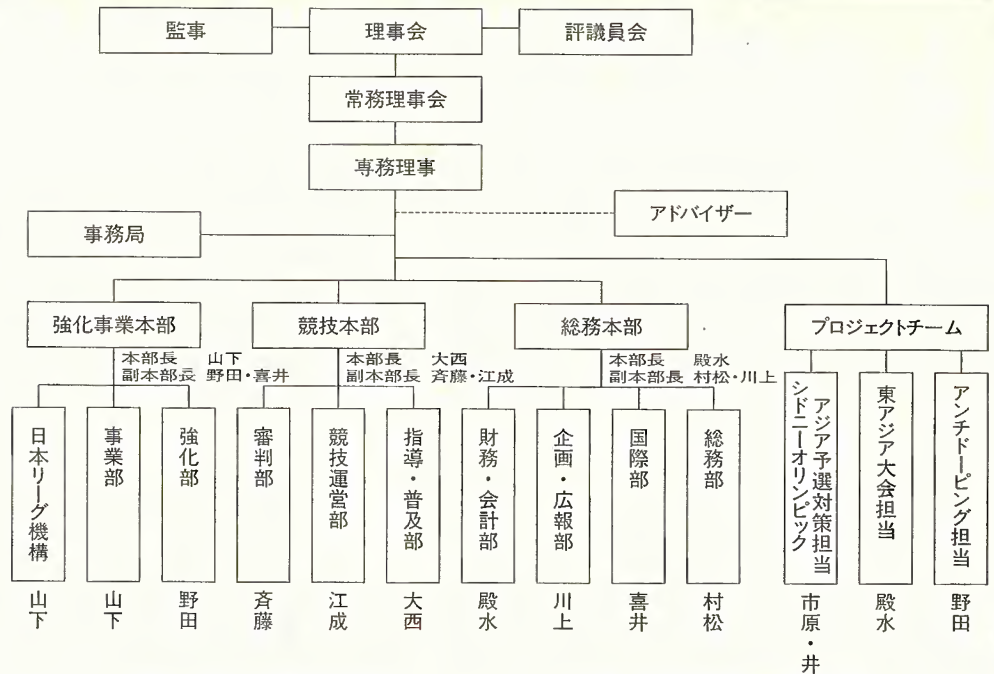 監事
理事会
評議員会
常務理事会
専務理事
アドバイザー
事務局
強化事業本部
競技本部
総務本部
プロジェクトチーム
本部長 山下
副本部長 野田・喜井
本部長 大西
副本部長 斉藤・江成
本部長 殿水
副本部長 村松・川上
日本リーグ機構
事業部
強化部
審判部
競技運営部
指導・普及部
財務・会計部
企画・広報部
国際部
総務部
シドニーオリンピック
アジア予選対策担当
東アジア大会担当
アンチドーピング担当
山下
山下
野田
斉藤
江成
大西
殿水
川上
喜井
村松
市原・井
殿水
野田